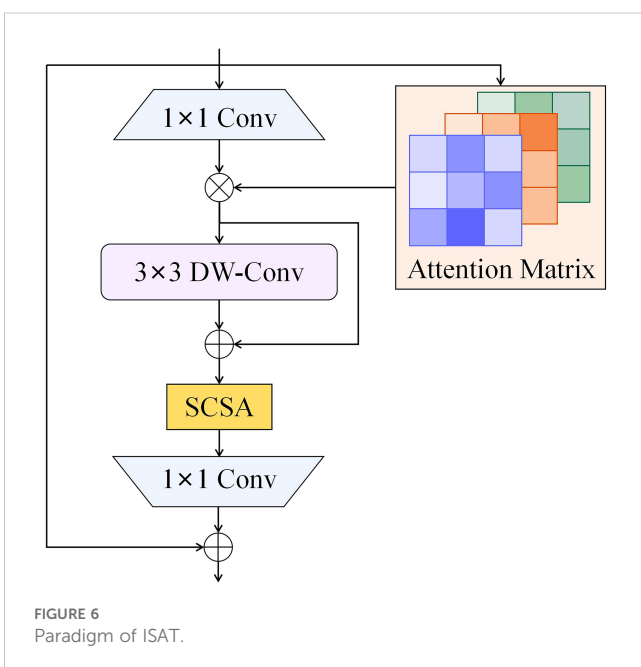 1×1 Conv
3×3 DW-Conv
SCSA
1×1 Conv
Attention Matrix
FIGURE 6
Paradigm of ISAT.